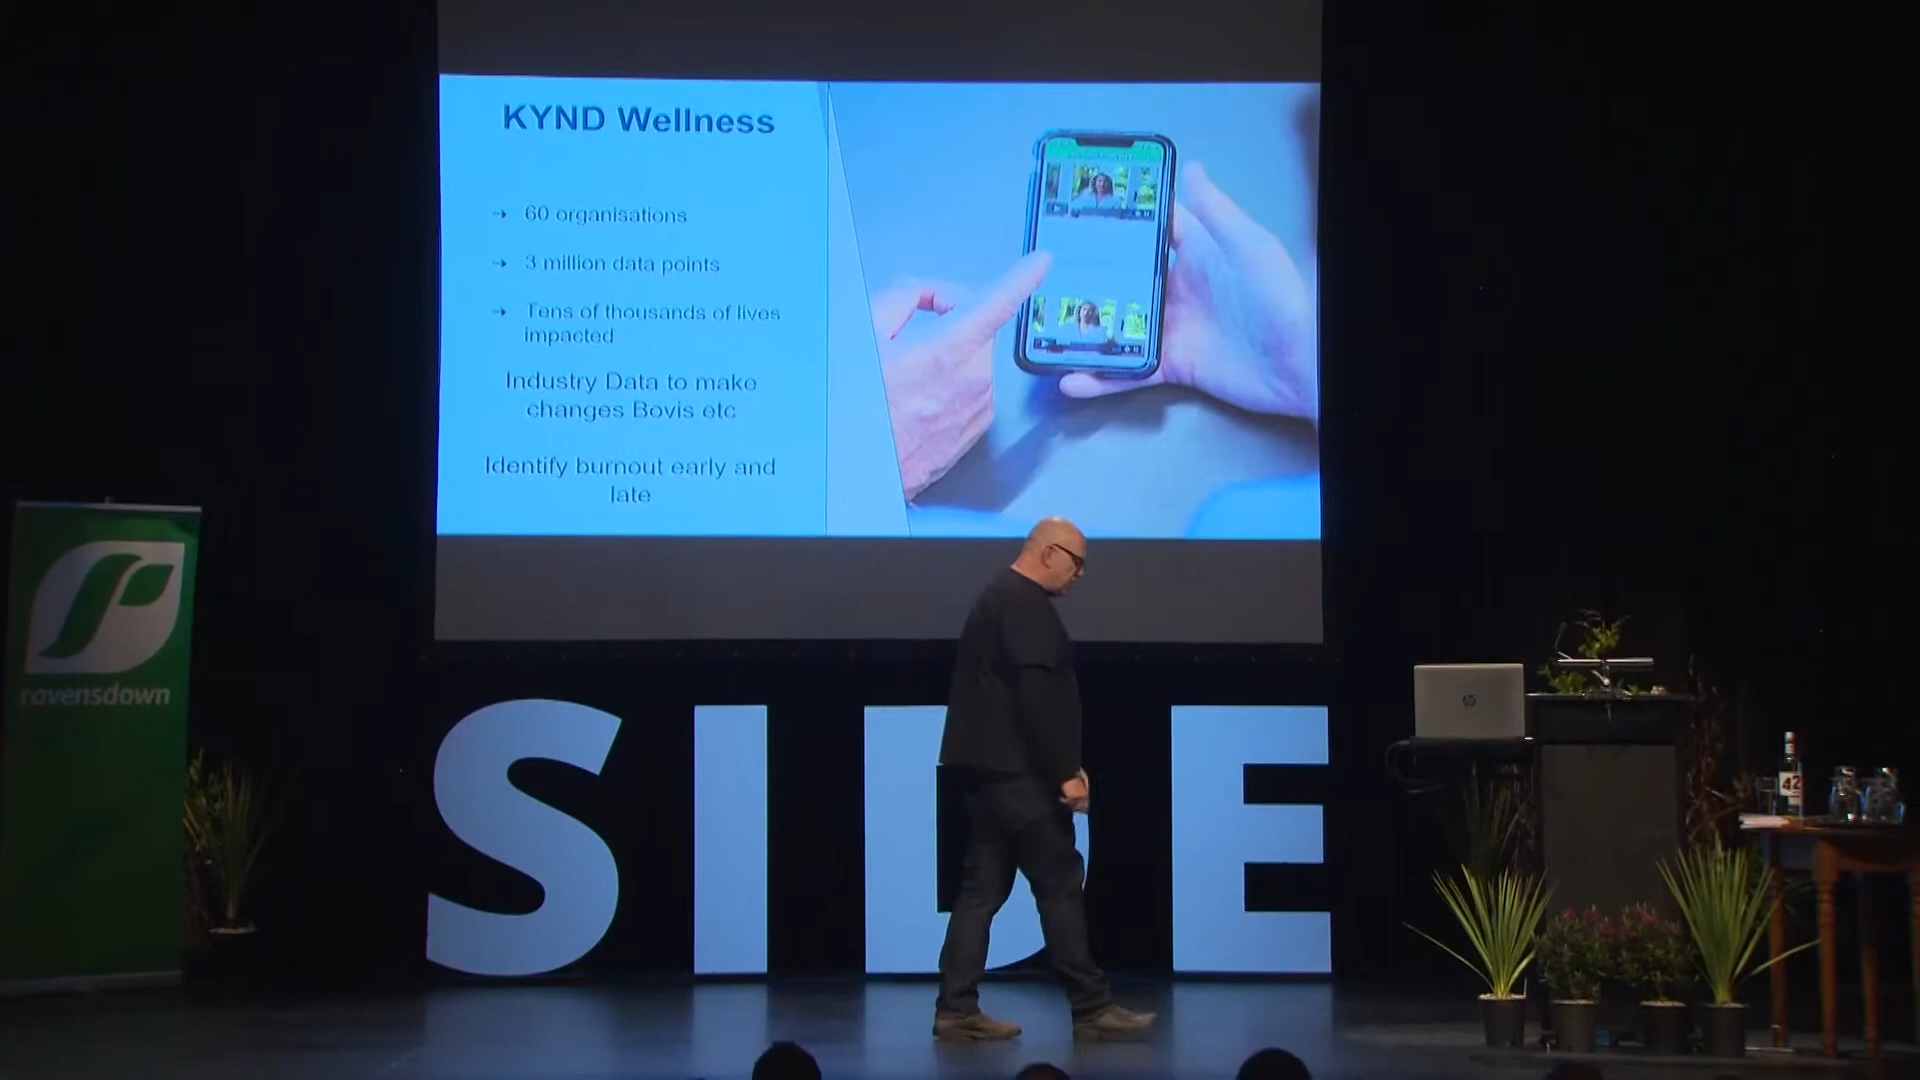 KYND Wellness
→ 60 organisations
→ 3 million data points
→ Tens of thousands of lives
impacted
Industry Data to make
changes Bovis etc
Identify burnout early and
late
ravensdown
SIDE
hp
42